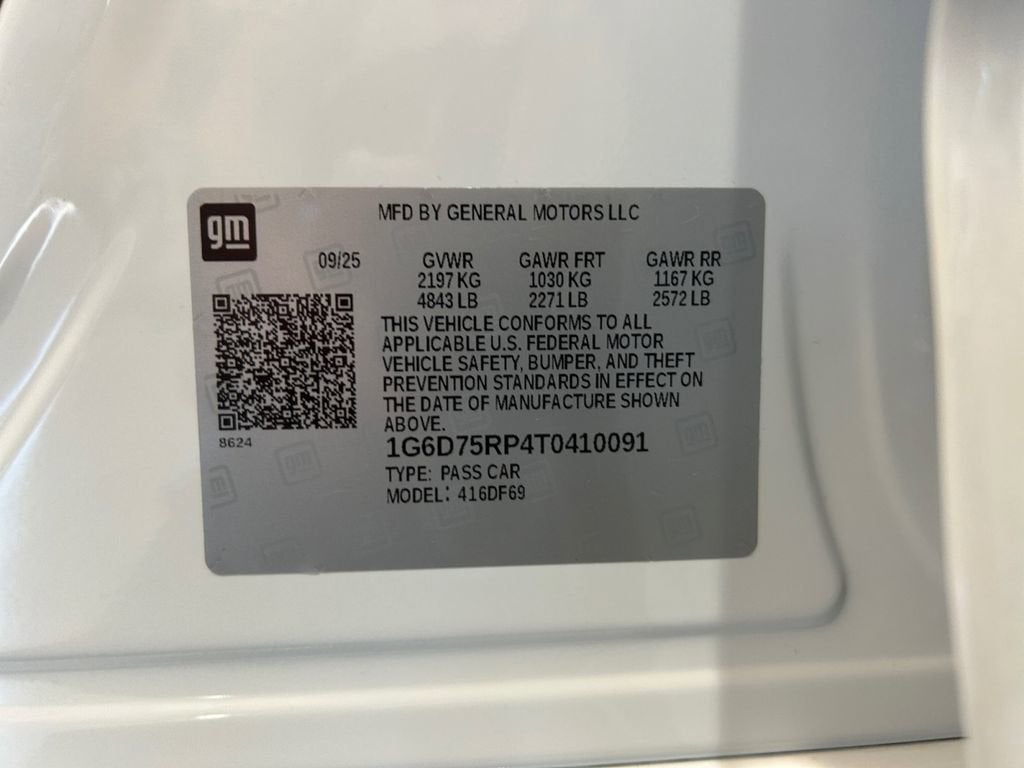 gm
MFD BY GENERAL MOTORS LLC
09/25
GVWR GAWR FRT GAWR RR
2197 KG 1030 KG 1167 KG
4843 LB 2271 LB 2572 LB
THIS VEHICLE CONFORMS TO ALL
APPLICABLE U.S. FEDERAL MOTOR
VEHICLE SAFETY, BUMPER, AND THEFT
PREVENTION STANDARDS IN EFFECT ON
THE DATE OF MANUFACTURE SHOWN
ABOVE.
8624
1G6D75RP4T0410091
TYPE: PASS CAR
MODEL: 416DF69